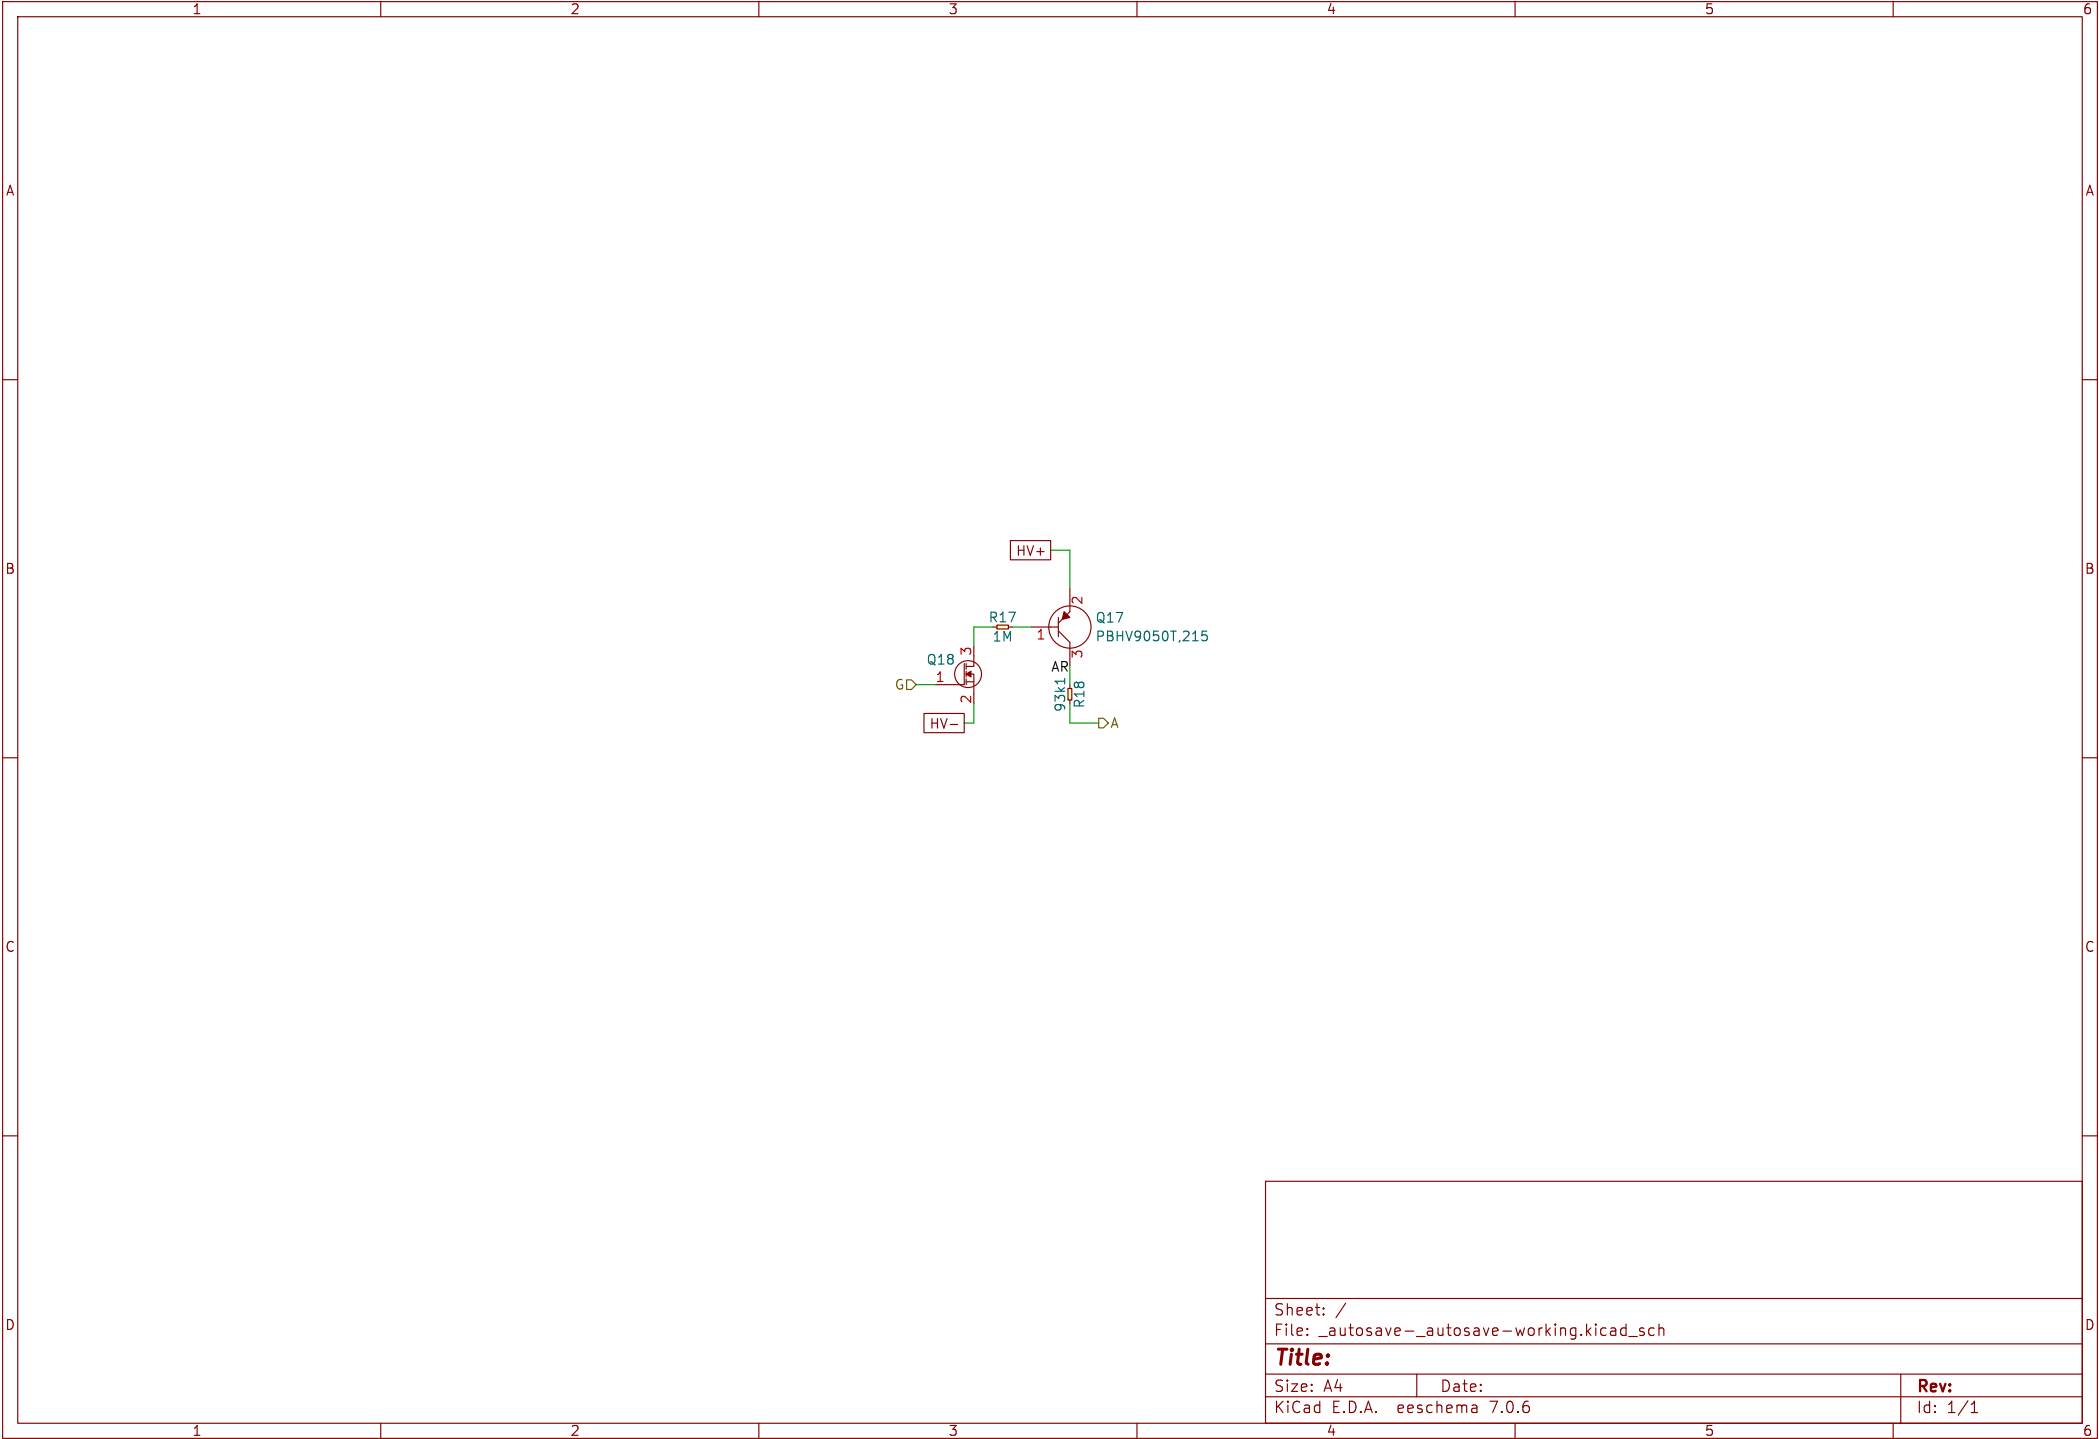 1 2 3 4 5 6
A A
HV+
B B
2
R17 Q17
1M 1 PBHV9050T,215
3 3
Q18 AR
1 93k1 R18
G
2
HV- A
C C
Sheet: /
D File: _autosave-_autosave-working.kicad_sch D
Title:
Size: A4 Date: Rev:
KiCad E.D.A. eeschema 7.0.6 Id: 1/1
1 2 3 4 5 6